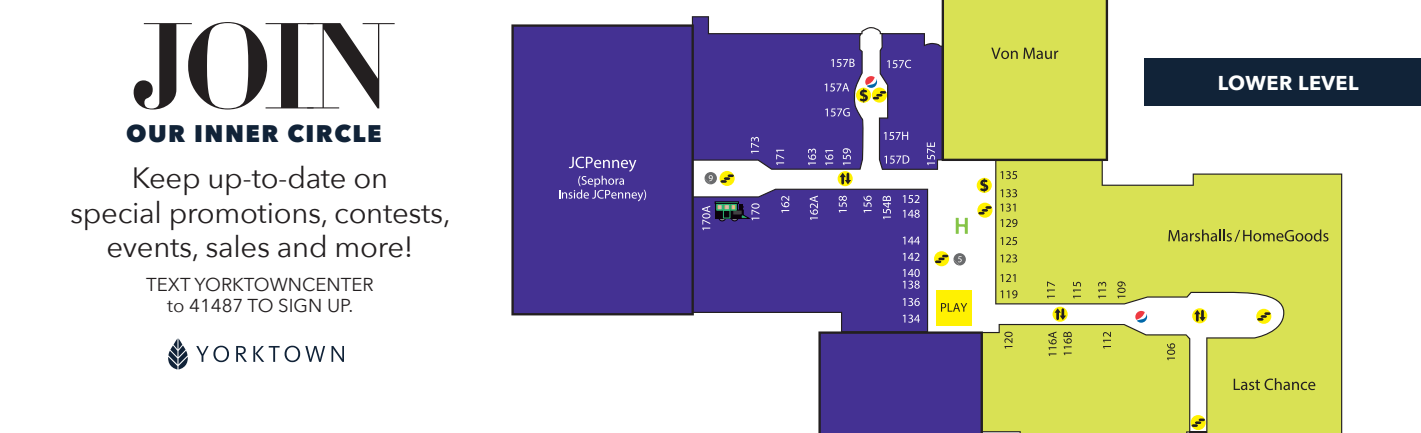 JOIN
OUR INNER CIRCLE
Keep up-to-date on
special promotions, contests,
events, sales and more!
TEXT YORKTOWNCENTER
to 41487 TO SIGN UP.
YORKTOWN
LOWER LEVEL
Von Maur
JCPenney
(Sephora
Inside JCPenney)
157B
157C
157A
$
157G
157H
157D
157E
173
171
163
161
159
9
170A
170
162
162A
158
156
154B
152
148
144
142
140
138
136
134
$
H
5
PLAY
135
133
131
129
125
123
121
119
117
115
113
109
120
116A
116B
112
106
Marshalls/HomeGoods
Last Chance